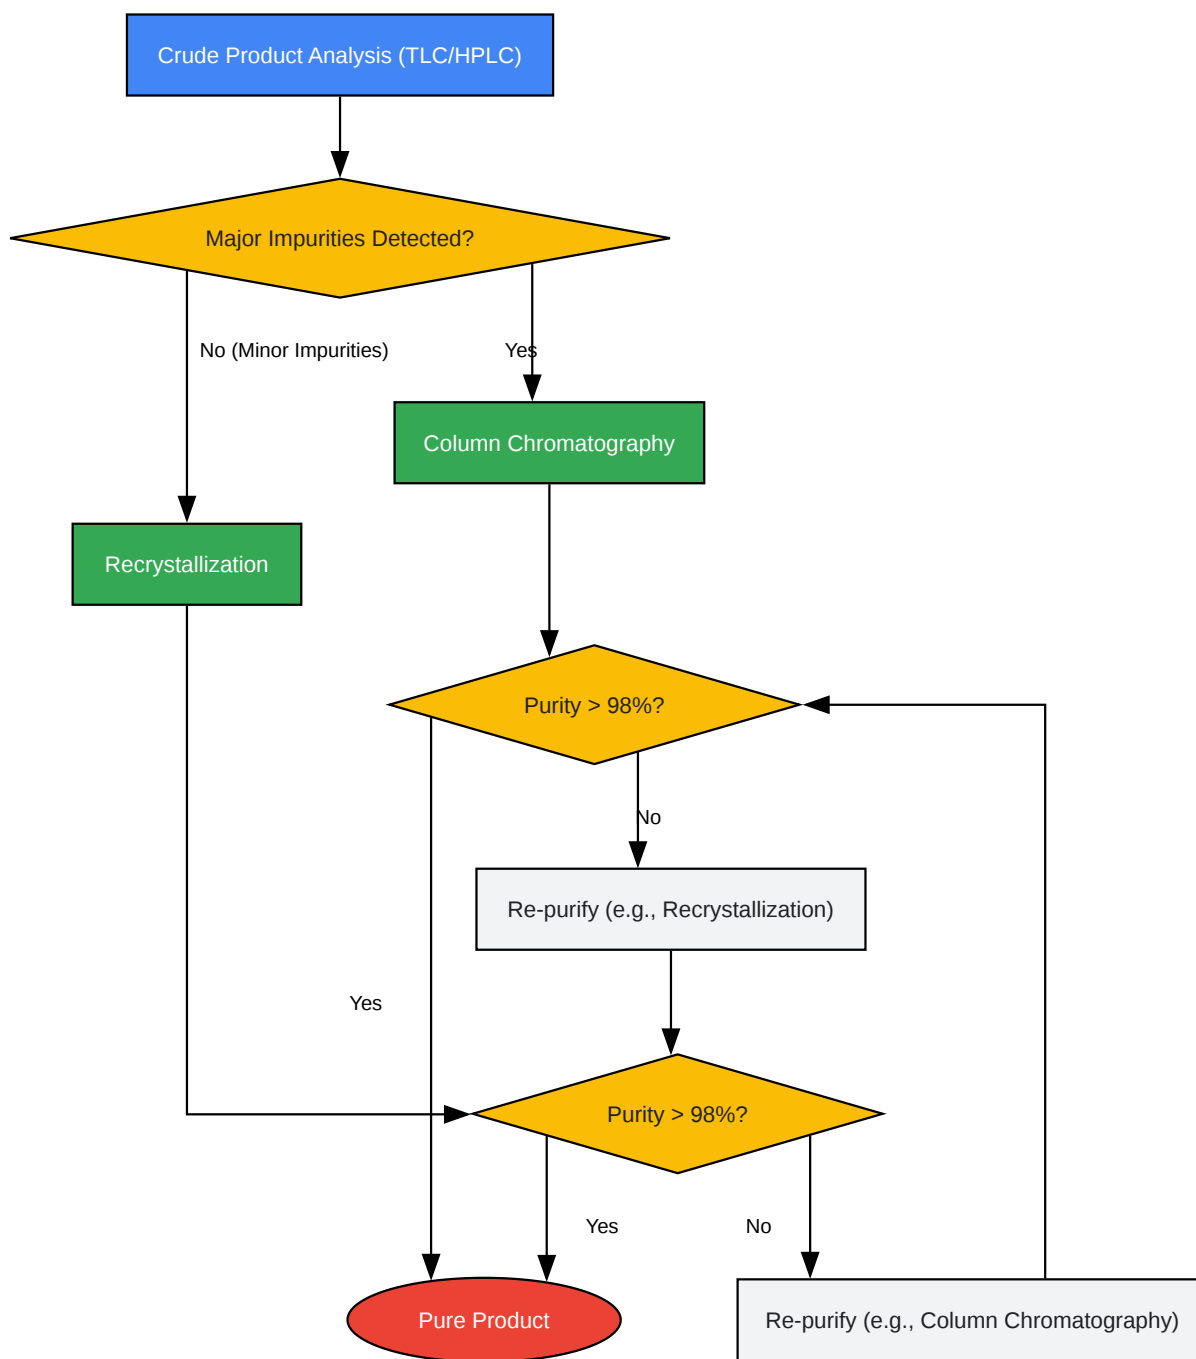 Crude Product Analysis (TLC/HPLC)
Major Impurities Detected?
No (Minor Impurities)
Yes
Column Chromatography
Recrystallization
Purity > 98%?
No
Re-purify (e.g., Recrystallization)
Yes
Purity > 98%?
Yes
No
Pure Product
Re-purify (e.g., Column Chromatography)